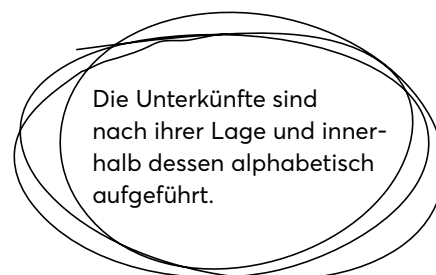 Die Unterkünfte sind
nach ihrer Lage und inner-
halb dessen alphabetisch
aufgeführt.